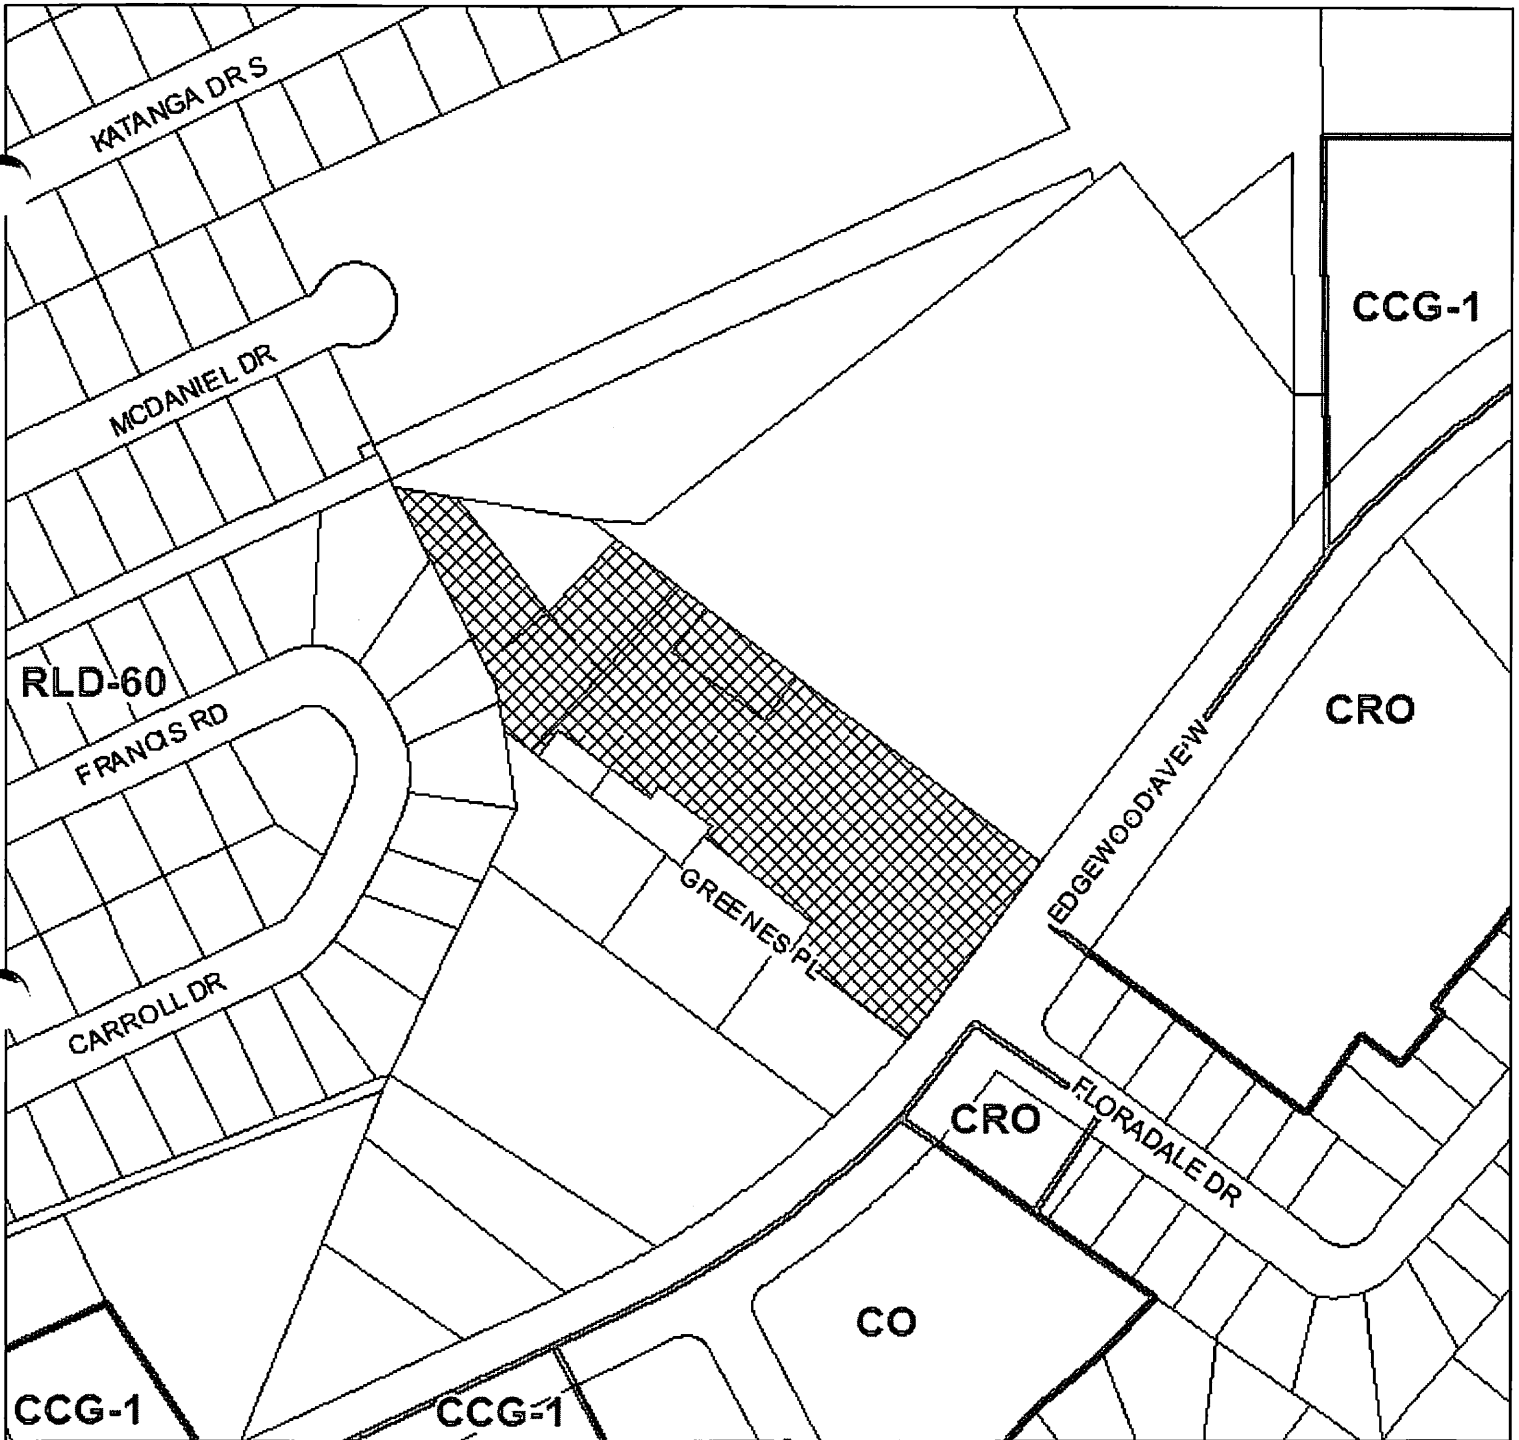 KATANGA DR S
CCG-1
MCDANIEL DR
RLD-60
FRANCIS RD
CRO
EDGEWOOD AVE W
GREENES PL
CARROLL DR
CRO
FLORADALE DR
CO
CCG-1
CCG-1